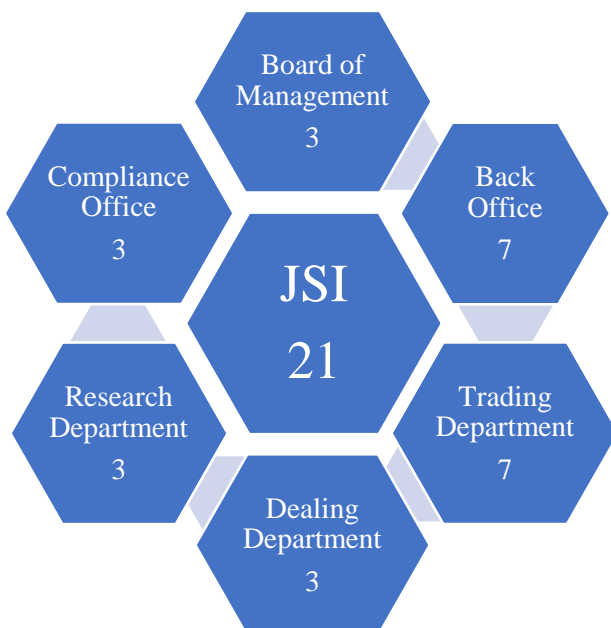 Board of
Management
3
Back
Office
7
Trading
Department
7
Dealing
Department
3
Research
Department
3
Compliance
Office
3
JSI
21